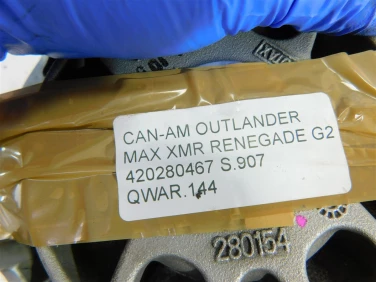 CAN-AM OUTLANDER
MAX XMR RENEGADE G2
420280467 S.907
QWAR.144
280154